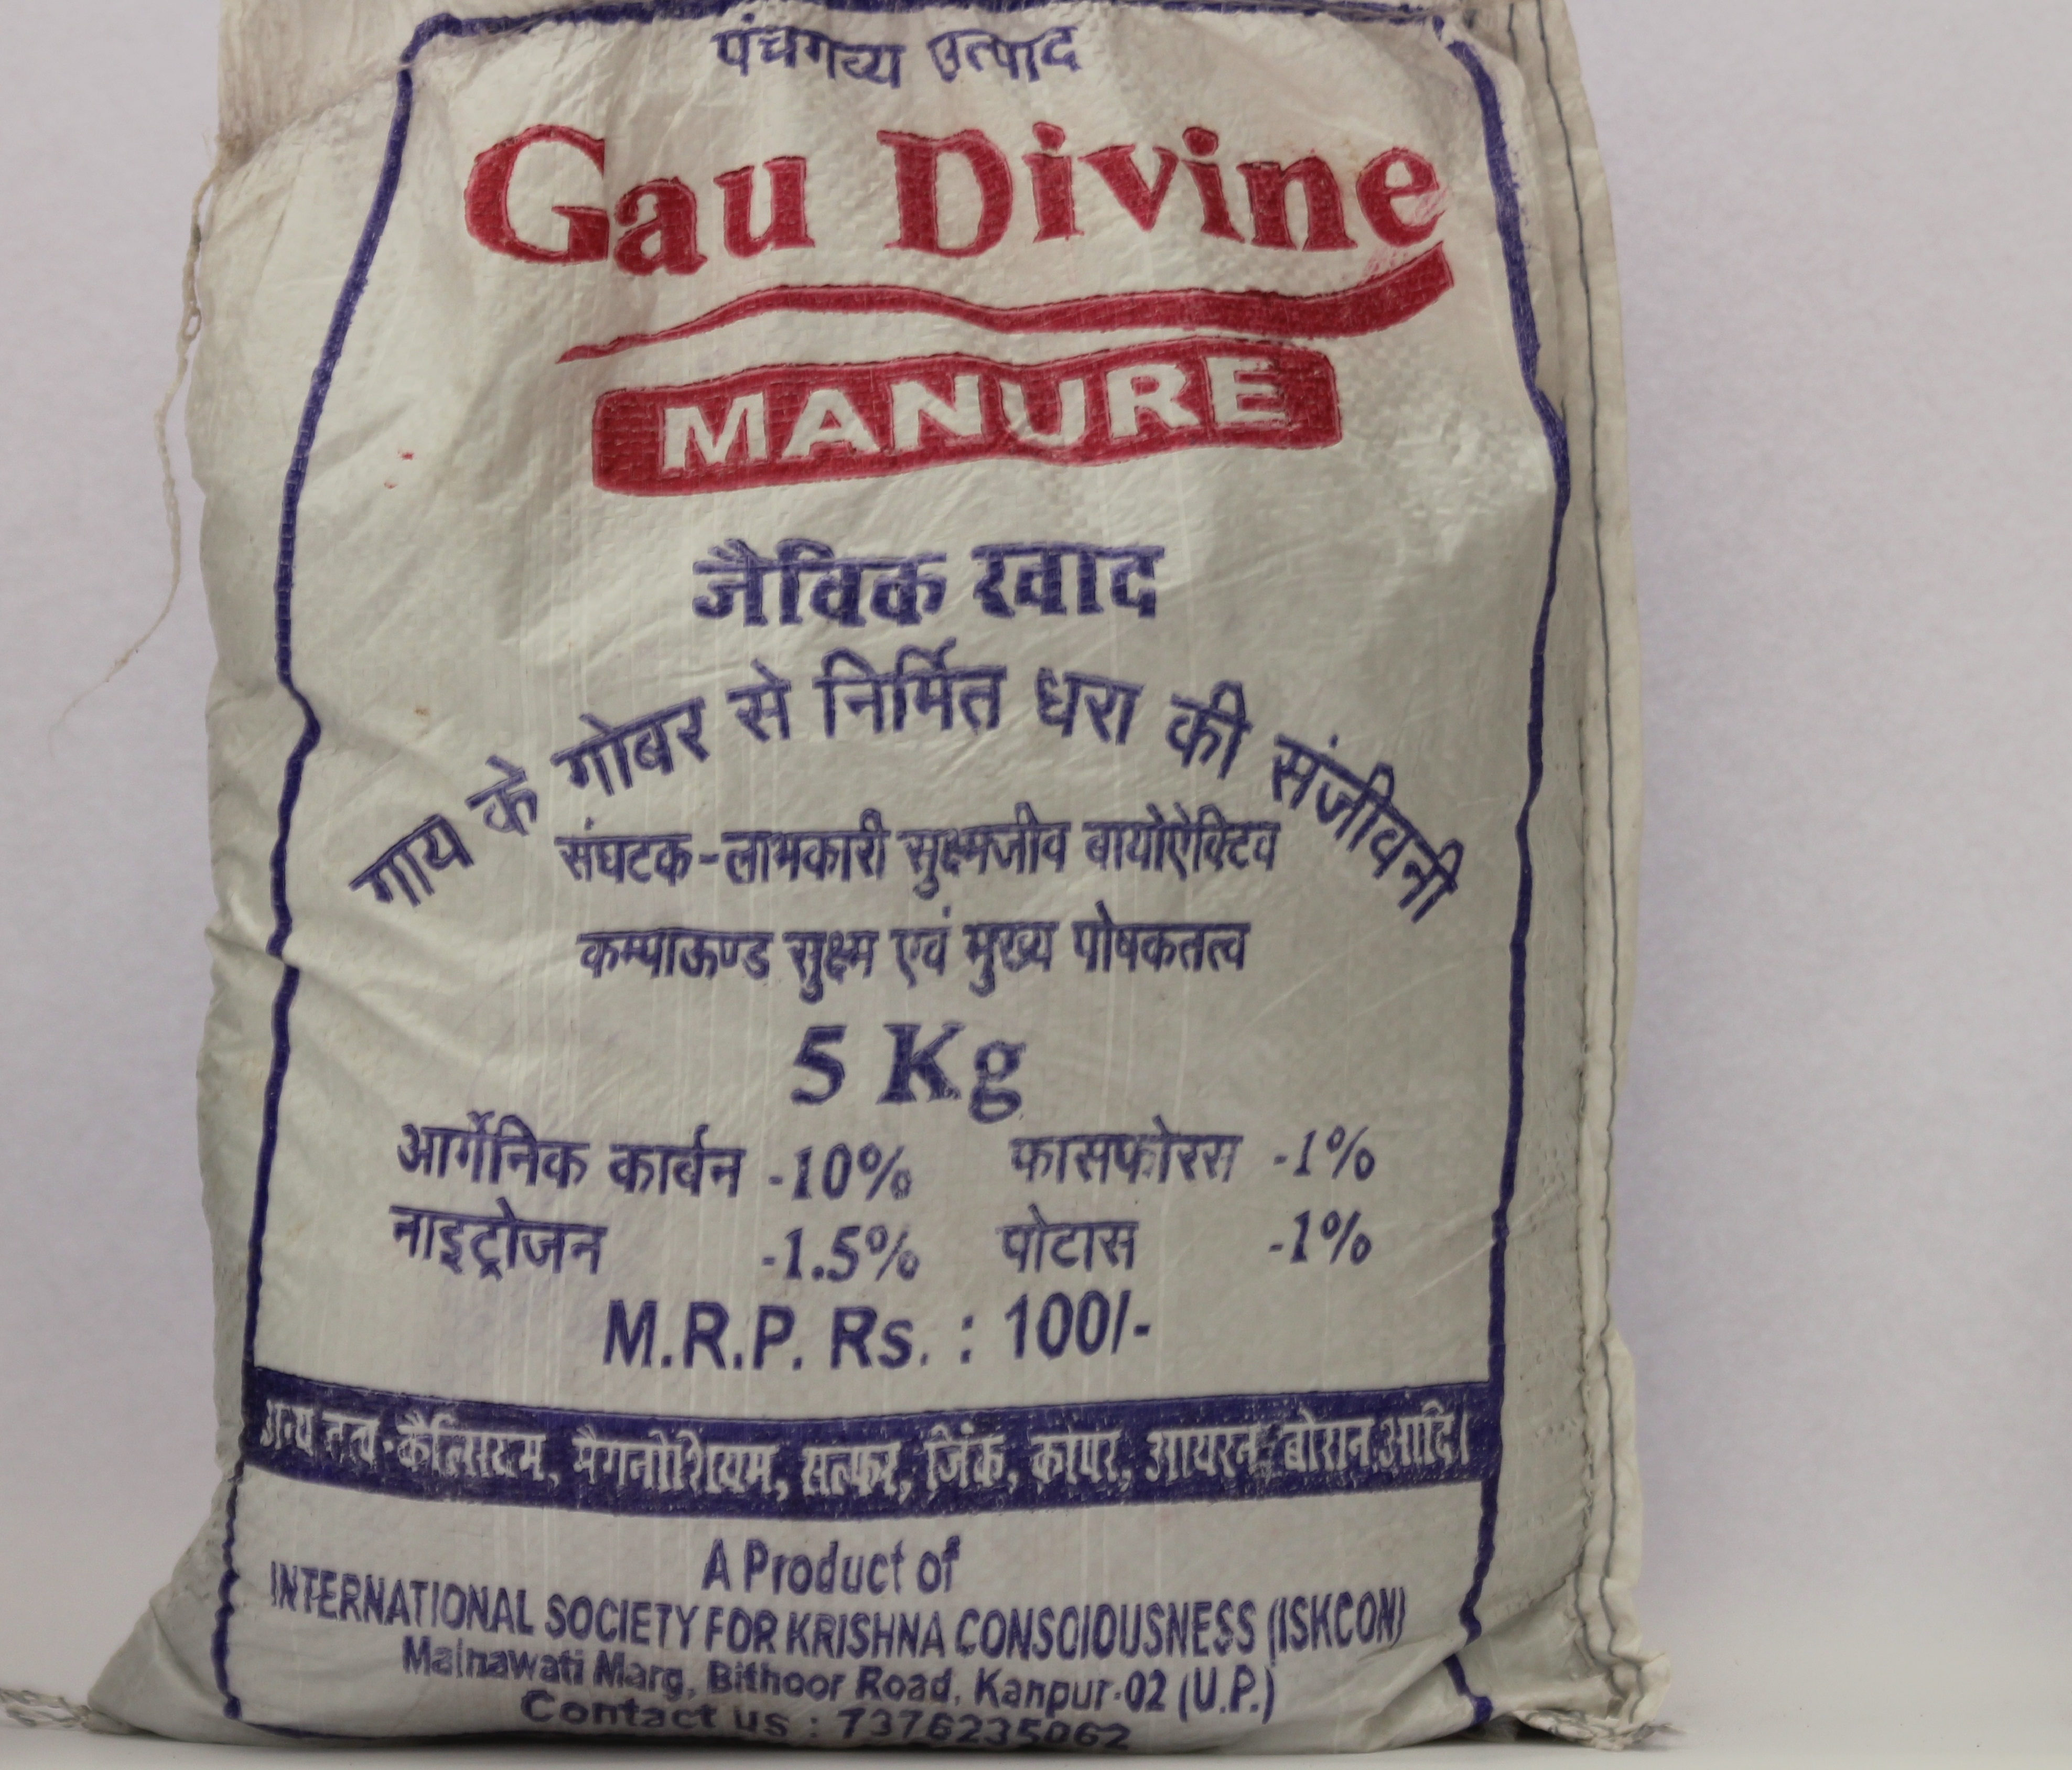 पंचगव्य उत्पाद
Gau Divine
MANURE
जैविक खाद
गाय के गोबर से निर्मित धरा की संजीवनी
संघटक-लाभकारी सुक्ष्मजीव बायोऐक्टिव
कम्पाऊण्ड सुक्ष्म एवं मुख्य पोषकतत्व
5 Kg
आर्गेनिक कार्बन -10% फासफोरस -1%
नाइट्रोजन -1.5% पोटास -1%
M.R.P. Rs. : 100/-
अन्य तत्व-कैल्सियम, मैगनोशियम, सल्फर, जिंक, कापर, आयरन, बोरान आदि।
A Product of
INTERNATIONAL SOCIETY FOR KRISHNA CONSCIOUSNESS (ISKCON)
Mainawati Marg, Bithoor Road, Kanpur-02 (U.P.)
Contact us : 7376235062